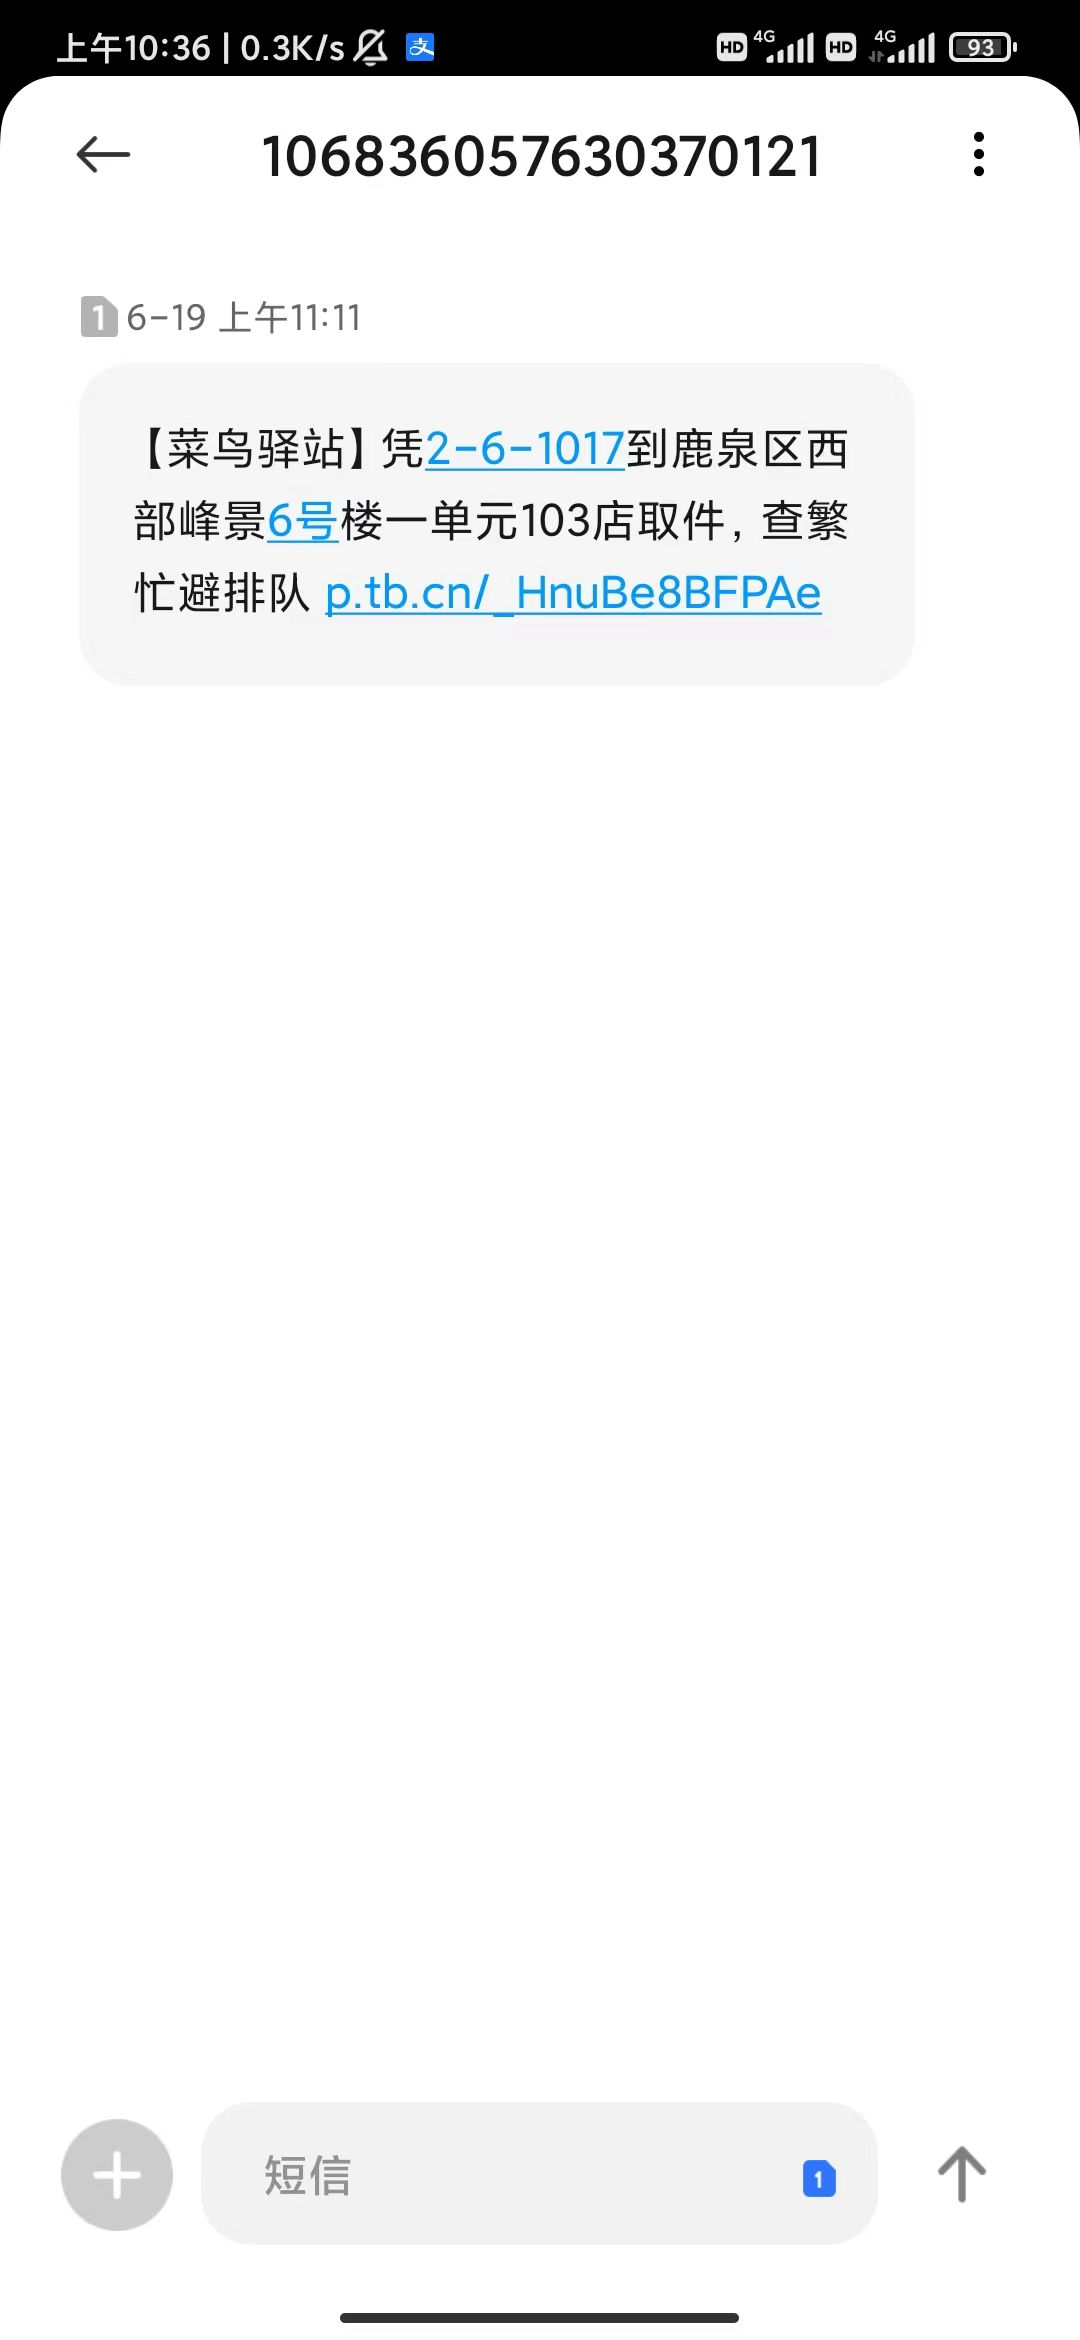 上午10:36 | 0.3K/s 支
HD 4G HD 4G 93
106836057630370121
1 6-19 上午11:11
【菜鸟驿站】凭2-6-1017到鹿泉区西
部峰景6号楼一单元103店取件，查繁
忙避排队 p.tb.cn/_HnuBe8BFPAe
短信 1